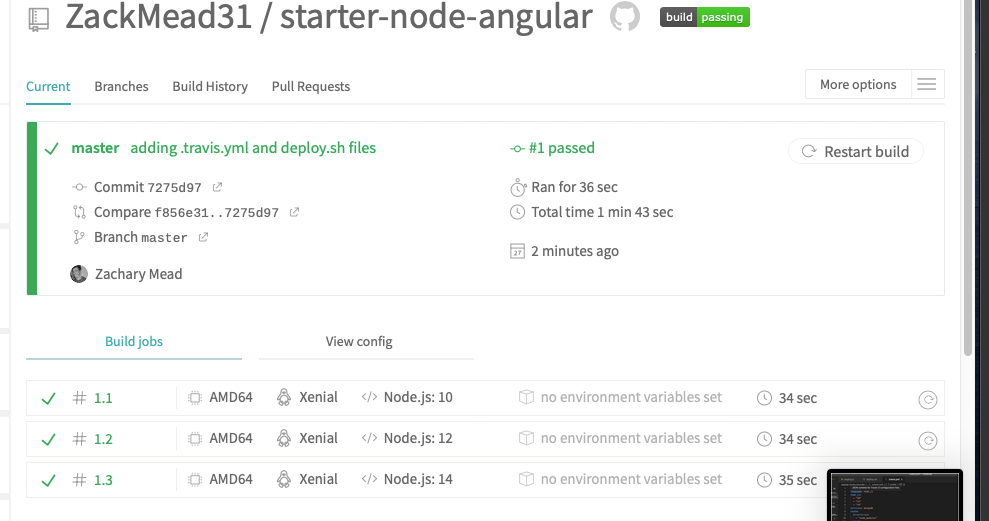 ZackMead31 / starter-node-angular build passing
Current Branches Build History Pull Requests More options
master adding .travis.yml and deploy.sh files #1 passed Restart build
Commit 7275d97 Ran for 36 sec
Compare f856e31..7275d97 Total time 1 min 43 sec
Branch master 2 minutes ago
Zachary Mead
Build jobs View config
# 1.1 AMD64 Xenial </> Node.js: 10 no environment variables set 34 sec
# 1.2 AMD64 Xenial </> Node.js: 12 no environment variables set 34 sec
# 1.3 AMD64 Xenial </> Node.js: 14 no environment variables set 35 sec